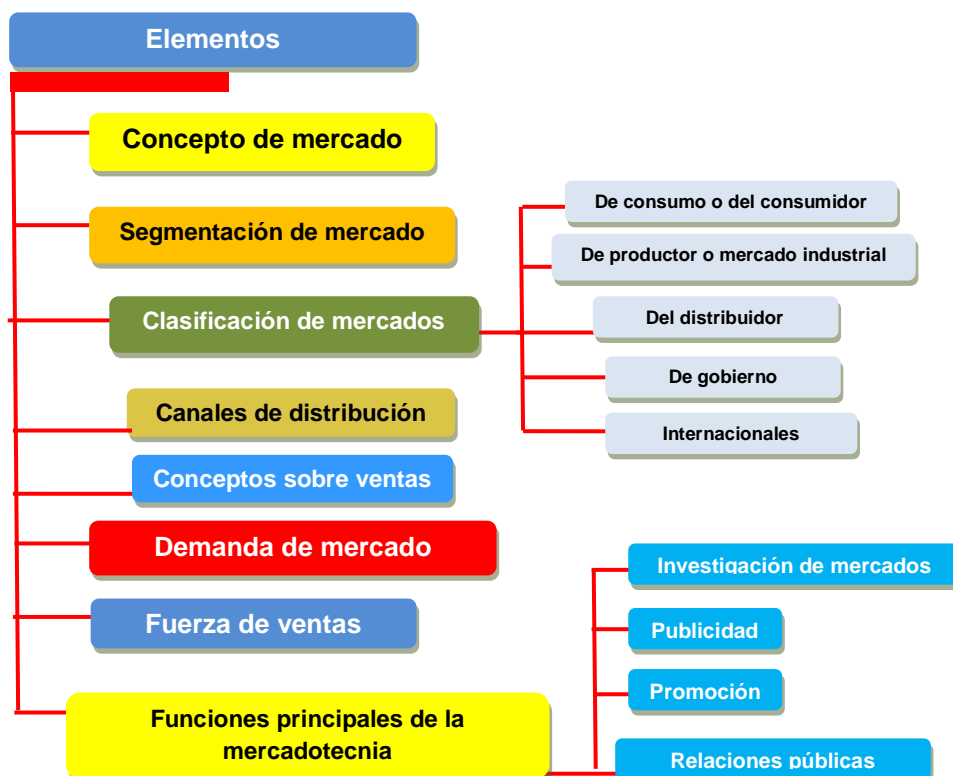 Elementos
Concepto de mercado
Segmentación de mercado
Clasificación de mercados
De consumo o del consumidor
De productor o mercado industrial
Del distribuidor
De gobierno
Internacionales
Canales de distribución
Conceptos sobre ventas
Demanda de mercado
Fuerza de ventas
Funciones principales de la
mercadotecnia
Investigación de mercados
Publicidad
Promoción
Relaciones públicas